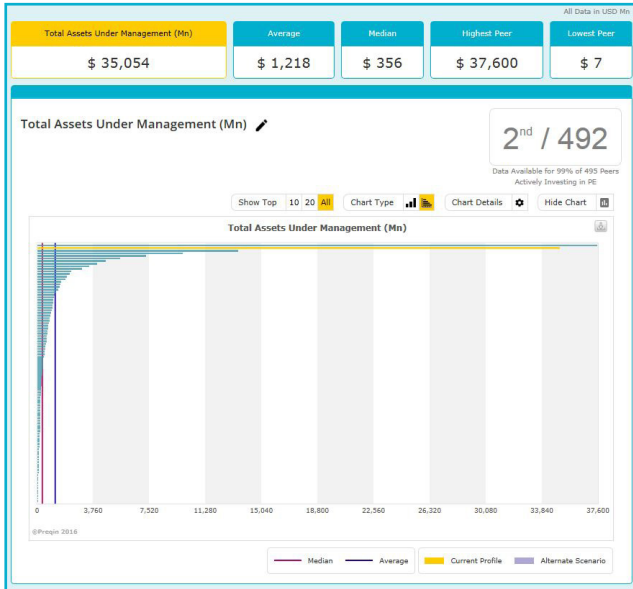 All Data in USD Mn
Total Assets Under Management (Mn)
Average
Median
Highest Peer
Lowest Peer
$ 35,054
$ 1,218
$ 356
$ 37,600
$ 7
Total Assets Under Management (Mn)
2nd / 492
Data Available for 99% of 495 Peers
Actively Investing in PE
Show Top 10 20 All
Chart Type
Chart Details
Hide Chart
Total Assets Under Management (Mn)
0 3,760 7,520 11,280 15,040 18,800 22,560 26,320 30,080 33,840 37,600
©Preqin 2016
Median
Average
Current Profile
Alternate Scenario